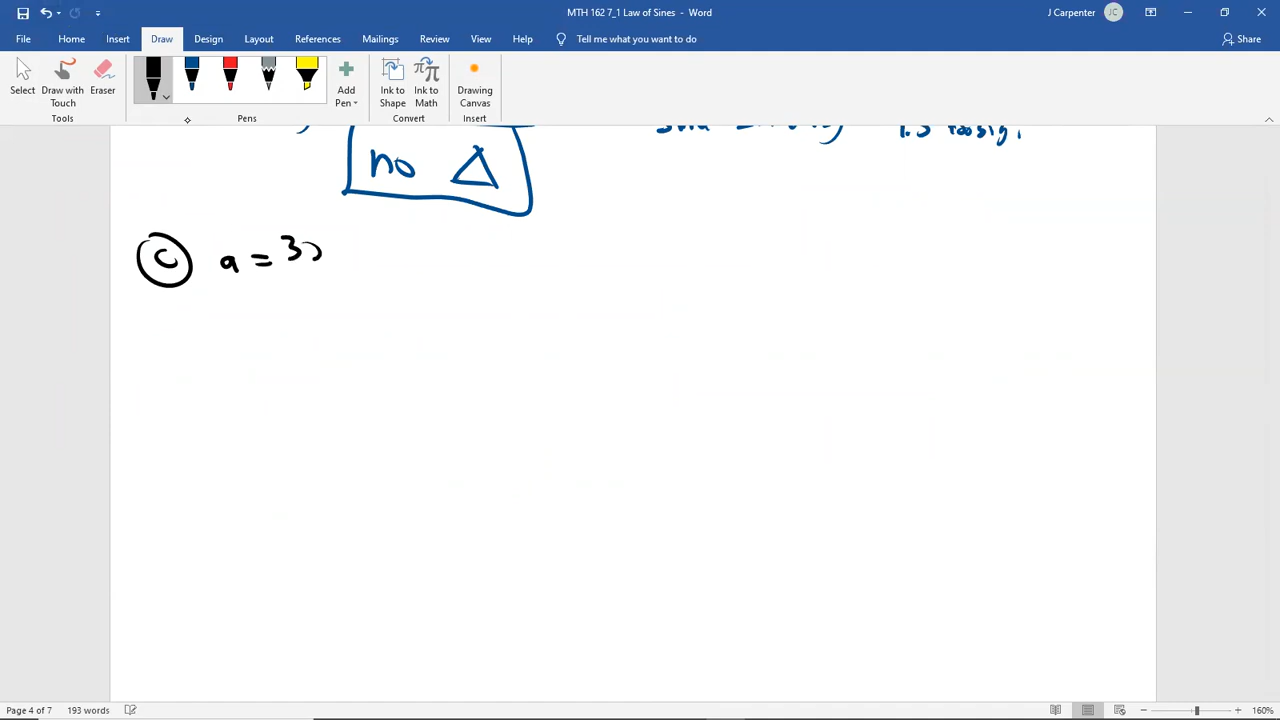 MTH 162 7_1 Law of Sines - Word
J Carpenter JC
File Home Insert Draw Design Layout References Mailings Review View Help Tell me what you want to do Share
Select Draw with Touch Eraser Add Pen Ink to Shape Ink to Math Drawing Canvas
Tools Pens Convert Insert
no Δ
C a = 3
Page 4 of 7 193 words 160%